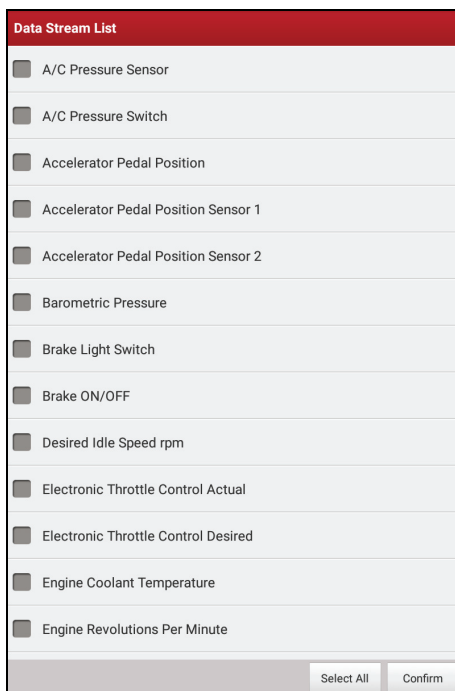 Data Stream List
A/C Pressure Sensor
A/C Pressure Switch
Accelerator Pedal Position
Accelerator Pedal Position Sensor 1
Accelerator Pedal Position Sensor 2
Barometric Pressure
Brake Light Switch
Brake ON/OFF
Desired Idle Speed rpm
Electronic Throttle Control Actual
Electronic Throttle Control Desired
Engine Coolant Temperature
Engine Revolutions Per Minute
Select All Confirm